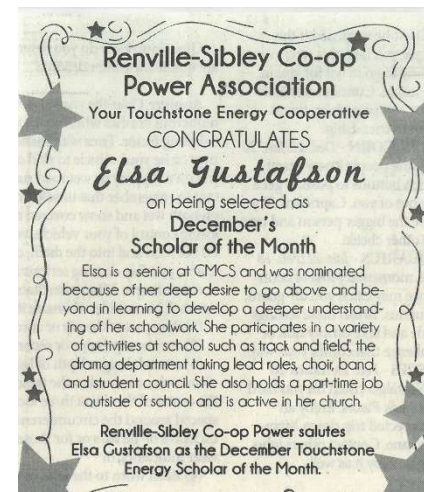 Renville-Sibley Co-op
Power Association
Your Touchstone Energy Cooperative
CONGRATULATES
Elsa Gustafson
on being selected as
December's
Scholar of the Month
Elsa is a senior at CMCS and was nominated
because of her deep desire to go above and be-
yond in learning to develop a deeper understand-
ing of her schoolwork. She participates in a variety
of activities at school such as track and field, the
drama department taking lead roles, choir, band,
and student council. She also holds a part-time job
outside of school and is active in her church.
Renville-Sibley Co-op Power salutes
Elsa Gustafson as the December Touchstone
Energy Scholar of the Month.